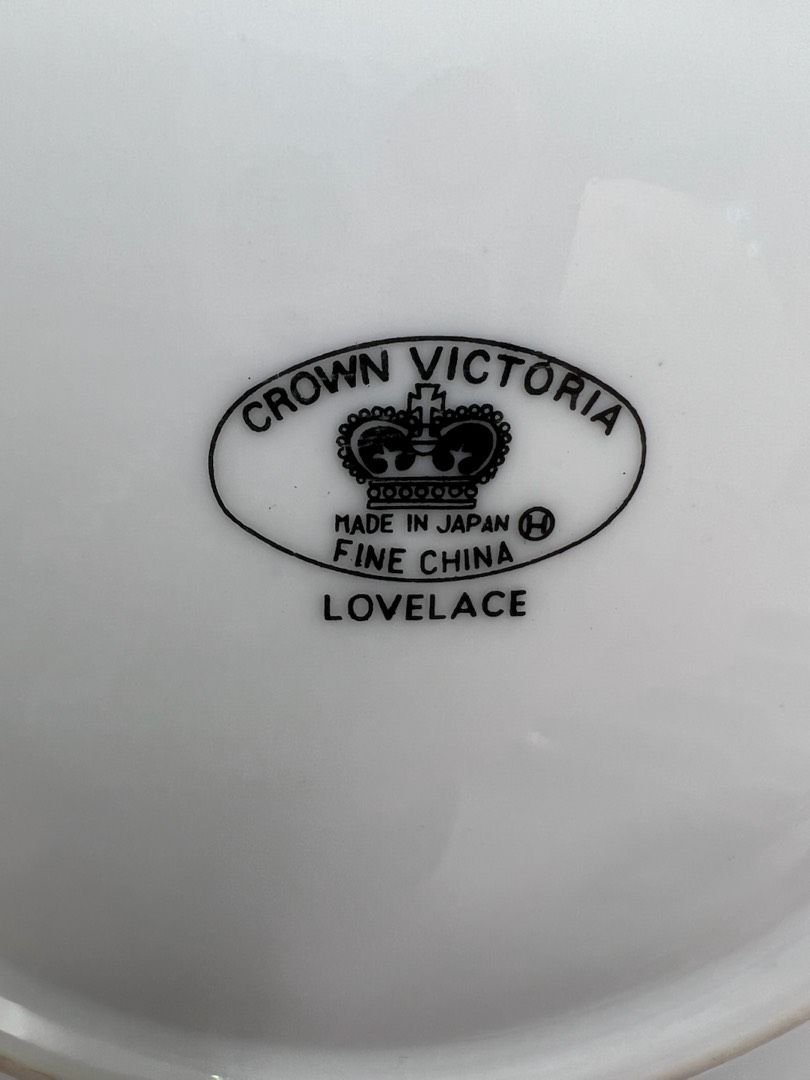 CROWN VICTORIA
MADE IN JAPAN H
FINE CHINA
LOVELACE